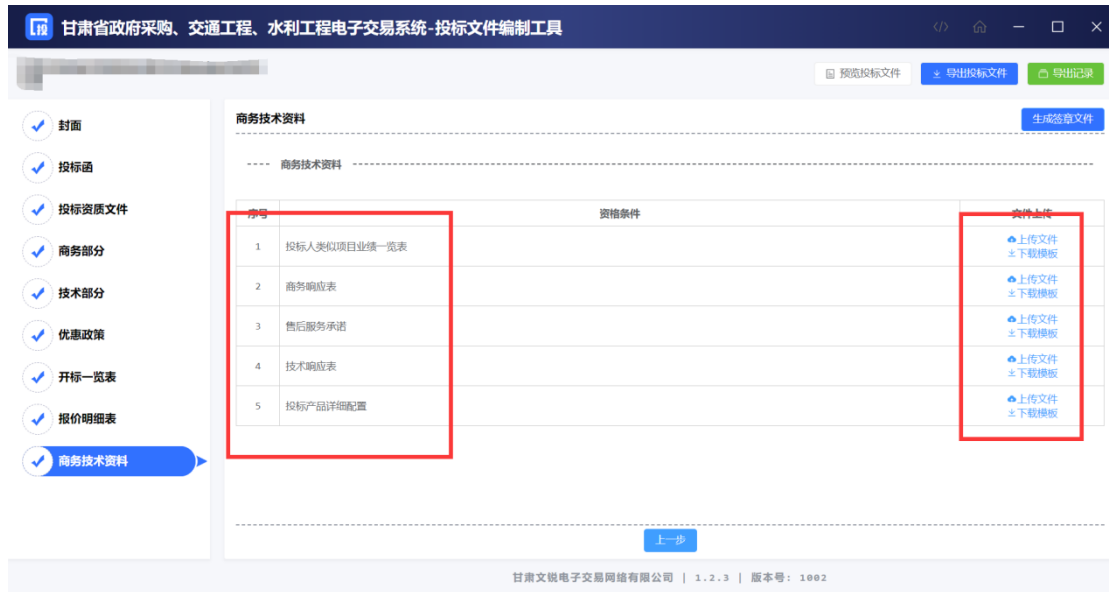 投 甘肃省政府采购、交通工程、水利工程电子交易系统-投标文件编制工具
预览投标文件 导出投标文件 导出记录
封面
投标函
投标资质文件
商务部分
技术部分
优惠政策
开标一览表
报价明细表
商务技术资料
商务技术资料 生成签章文件
---- 商务技术资料
序号 资格条件 文件上传
1 投标人类似项目业绩一览表 上传文件
下载模板
2 商务响应表 上传文件
下载模板
3 售后服务承诺 上传文件
下载模板
4 技术响应表 上传文件
下载模板
5 投标产品详细配置 上传文件
下载模板
上一步
甘肃文锐电子交易网络有限公司 | 1.2.3 | 版本号: 1002